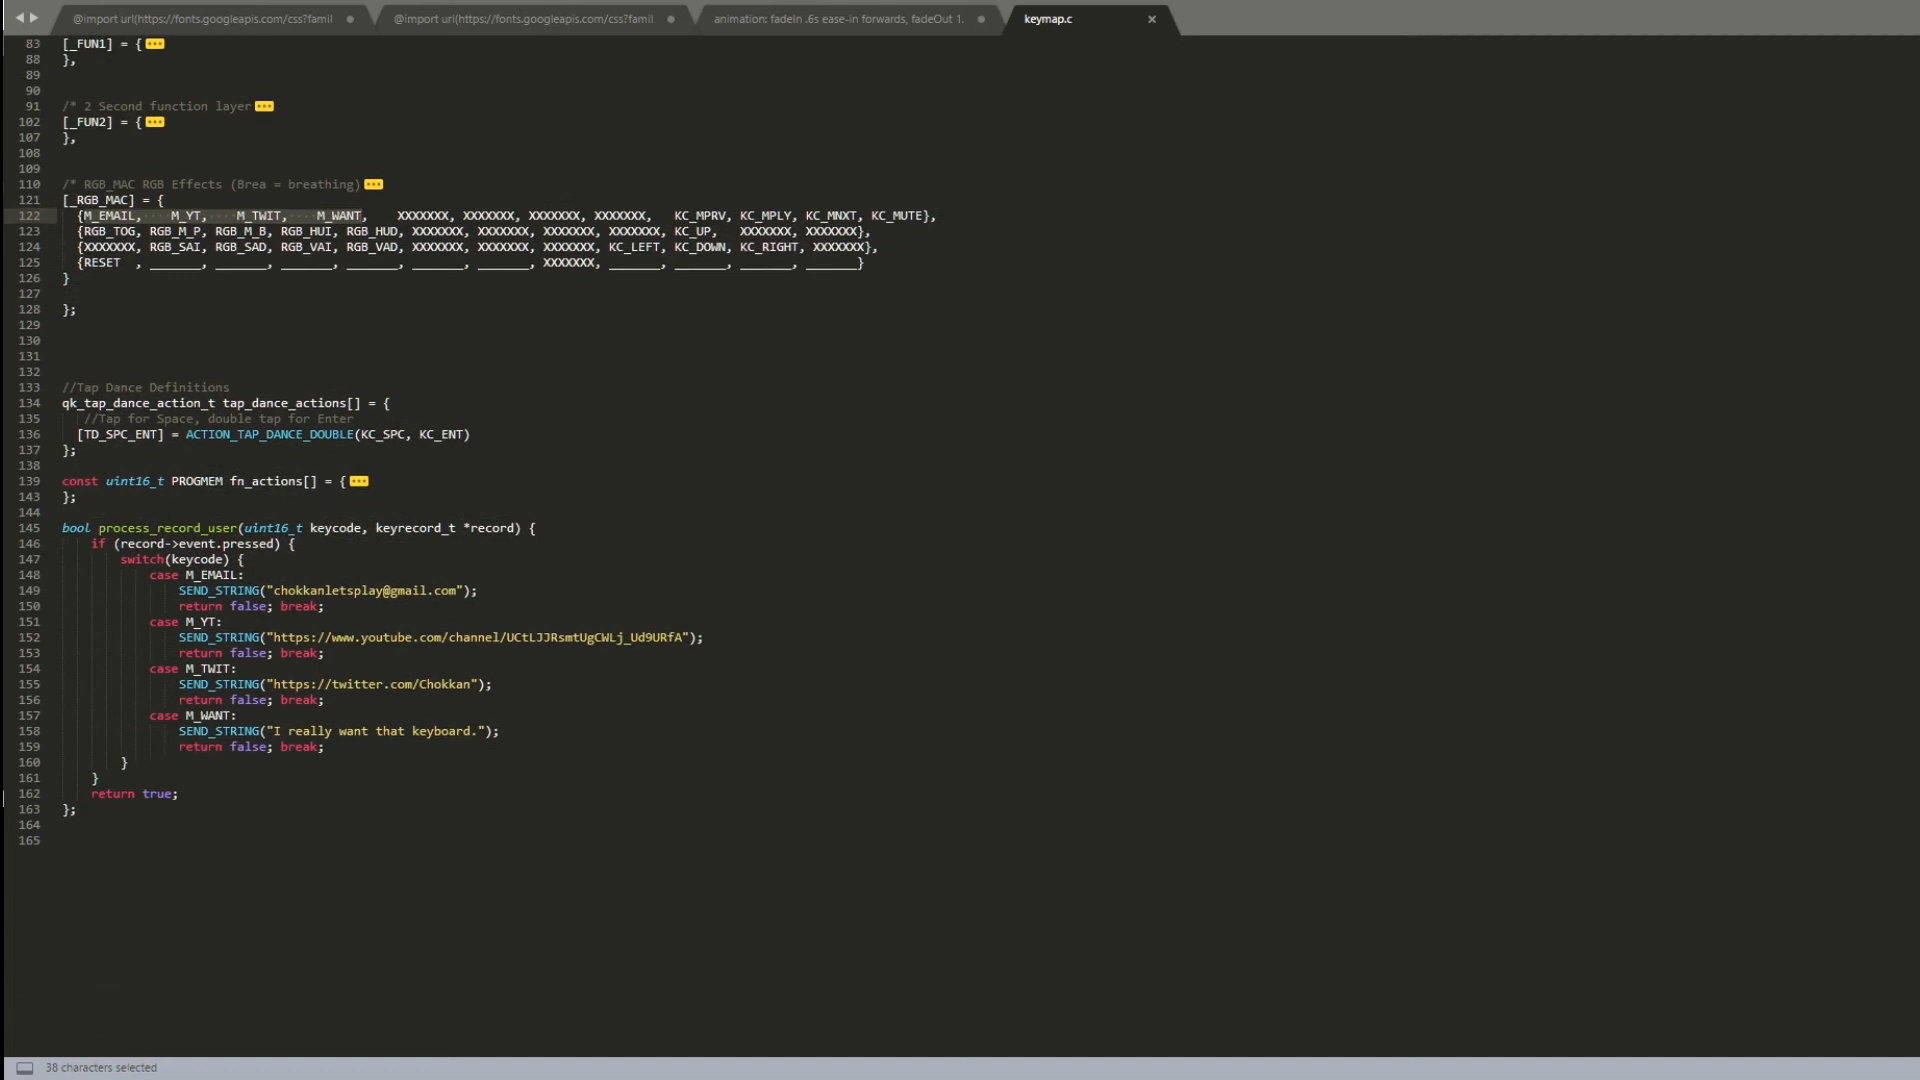 @import url(https://fonts.googleapis.com/css?famil @import url(https://fonts.googleapis.com/css?famil animation: fadeIn .6s ease-in forwards, fadeOut 1. keymap.c
83 [_FUN1] = {
88 },
89
90
91 /* 2 Second function layer
102 [_FUN2] = {
107 },
108
109
110 /* RGB_MAC RGB Effects (Brea = breathing)
121 [_RGB_MAC] = {
122 {M_EMAIL, M_YT, M_TWIT, M_WANT, XXXXXXX, XXXXXXX, XXXXXXX, XXXXXXX, KC_MPRV, KC_MPLY, KC_MNXT, KC_MUTE},
123 {RGB_TOG, RGB_M_P, RGB_M_B, RGB_HUI, RGB_HUD, XXXXXXX, XXXXXXX, XXXXXXX, XXXXXXX, KC_UP, XXXXXXX, XXXXXXX},
124 {XXXXXXX, RGB_SAI, RGB_SAD, RGB_VAI, RGB_VAD, XXXXXXX, XXXXXXX, XXXXXXX, KC_LEFT, KC_DOWN, KC_RIGHT, XXXXXXX},
125 {RESET , _______, _______, _______, _______, _______, _______, XXXXXXX, _______, _______, _______, _______}
126 }
127
128 };
129
130
131
132
133 //Tap Dance Definitions
134 qk_tap_dance_action_t tap_dance_actions[] = {
135 //Tap for Space, double tap for Enter
136 [TD_SPC_ENT] = ACTION_TAP_DANCE_DOUBLE(KC_SPC, KC_ENT)
137 };
138
139 const uint16_t PROGMEM fn_actions[] = {
143 };
144
145 bool process_record_user(uint16_t keycode, keyrecord_t *record) {
146 if (record->event.pressed) {
147 switch(keycode) {
148 case M_EMAIL:
149 SEND_STRING("chokkanletsplay@gmail.com");
150 return false; break;
151 case M_YT:
152 SEND_STRING("https://www.youtube.com/channel/UCtLJJRsmtUgCWLj_Ud9URfA");
153 return false; break;
154 case M_TWIT:
155 SEND_STRING("https://twitter.com/Chokkan");
156 return false; break;
157 case M_WANT:
158 SEND_STRING("I really want that keyboard.");
159 return false; break;
160 }
161 }
162 return true;
163 };
164
165
38 characters selected